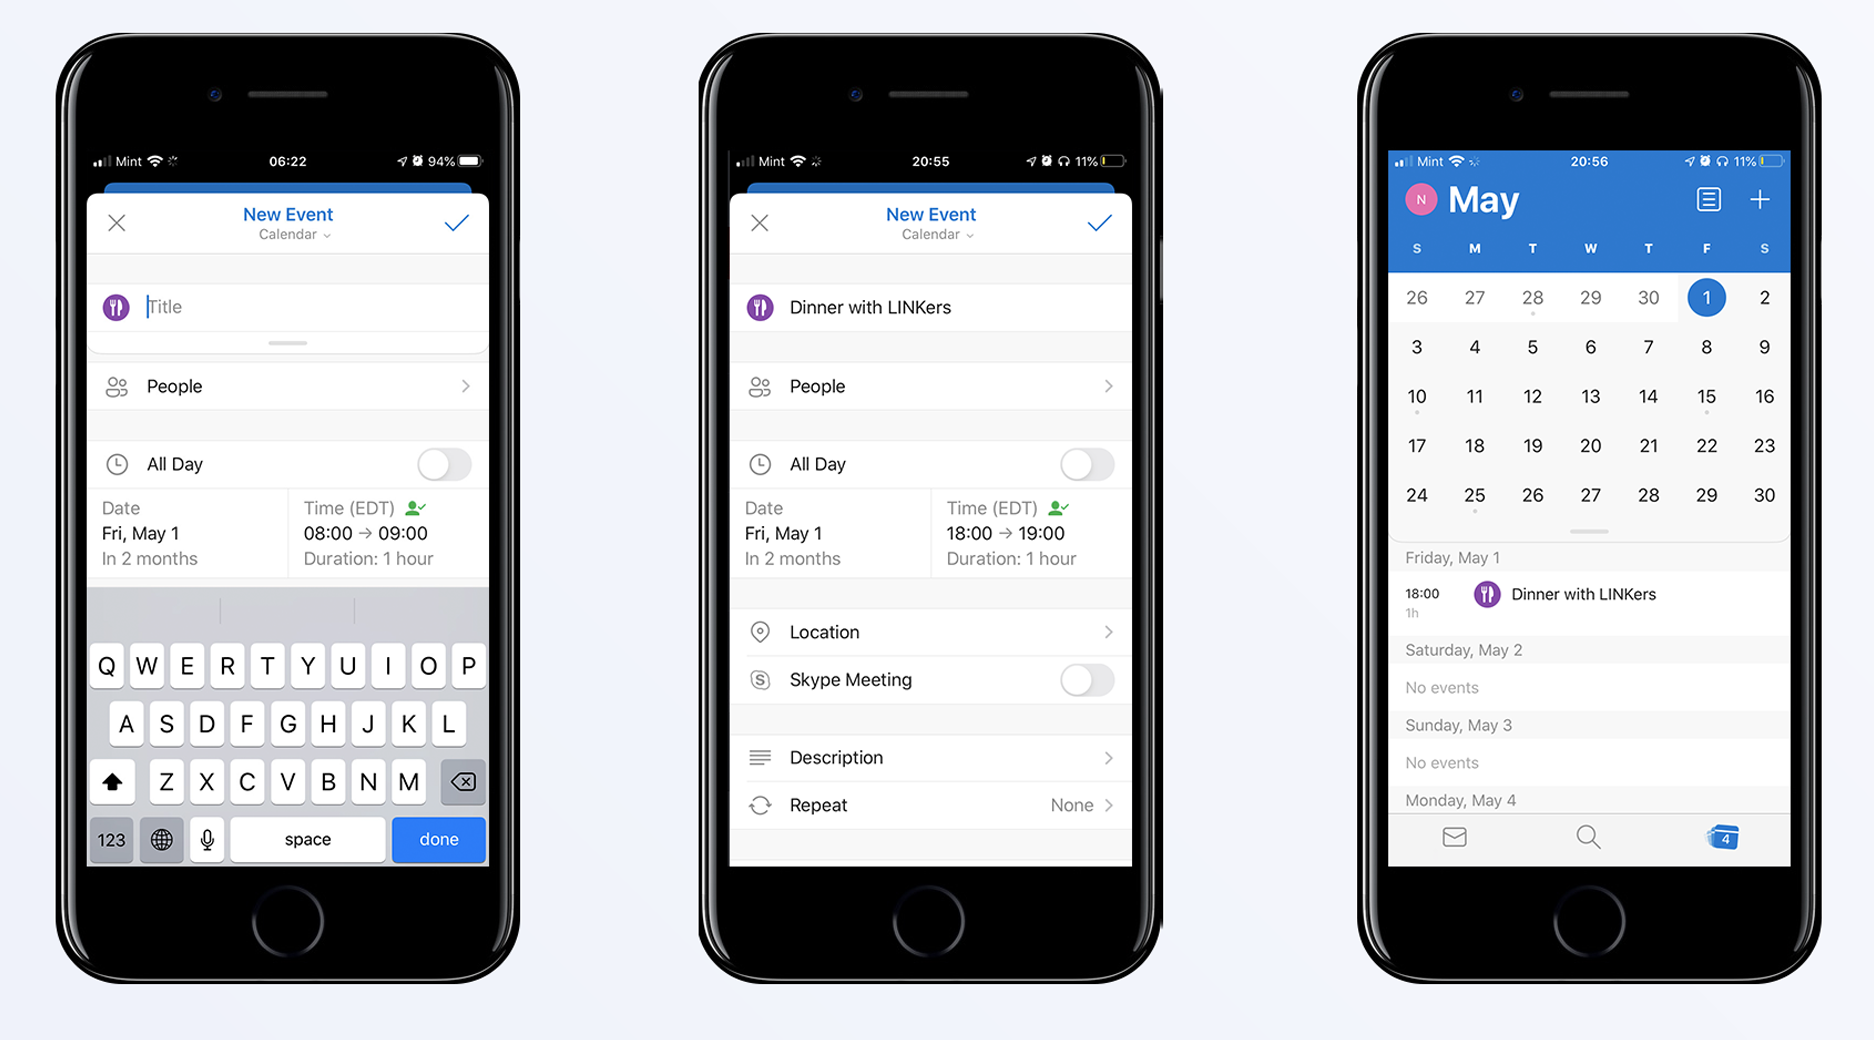 Mint 06:22 94%
New Event
Calendar
Title
People
All Day
Date Time (EDT)
Fri, May 1 08:00 → 09:00
In 2 months Duration: 1 hour
Q W E R T Y U I O P
A S D F G H J K L
Z X C V B N M
123 space done
Mint 20:55 11%
New Event
Calendar
Dinner with LINKers
People
All Day
Date Time (EDT)
Fri, May 1 18:00 → 19:00
In 2 months Duration: 1 hour
Location
S Skype Meeting
Description
Repeat None
Mint 20:56 11%
N May
S M T W T F S
26 27 28 29 30 1 2
3 4 5 6 7 8 9
10 11 12 13 14 15 16
17 18 19 20 21 22 23
24 25 26 27 28 29 30
Friday, May 1
18:00 Dinner with LINKers
1h
Saturday, May 2
No events
Sunday, May 3
No events
Monday, May 4
4